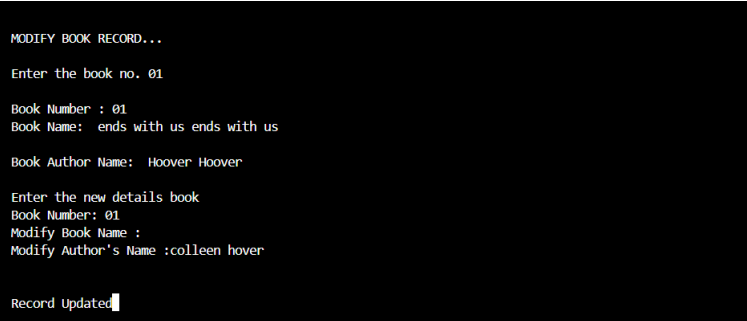 MODIFY BOOK RECORD...
Enter the book no. 01
Book Number : 01
Book Name:  ends with us ends with us
Book Author Name:  Hoover Hoover
Enter the new details book
Book Number: 01
Modify Book Name :
Modify Author's Name :colleen hover
Record Updated